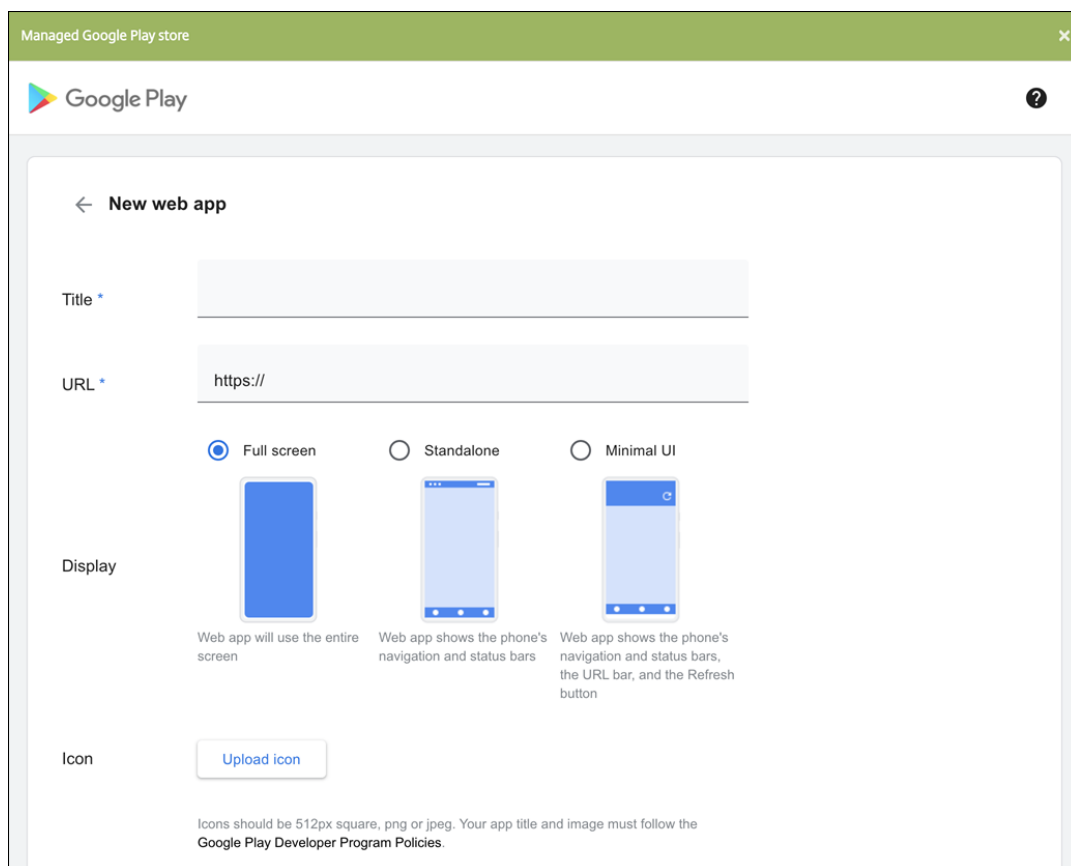 Managed Google Play store
Google Play
New web app
Title *
URL *
https://
Full screen
Standalone
Minimal UI
Display
Web app will use the entire
screen
Web app shows the phone's
navigation and status bars
Web app shows the phone's
navigation and status bars,
the URL bar, and the Refresh
button
Icon
Upload icon
Icons should be 512px square, png or jpeg. Your app title and image must follow the
Google Play Developer Program Policies.